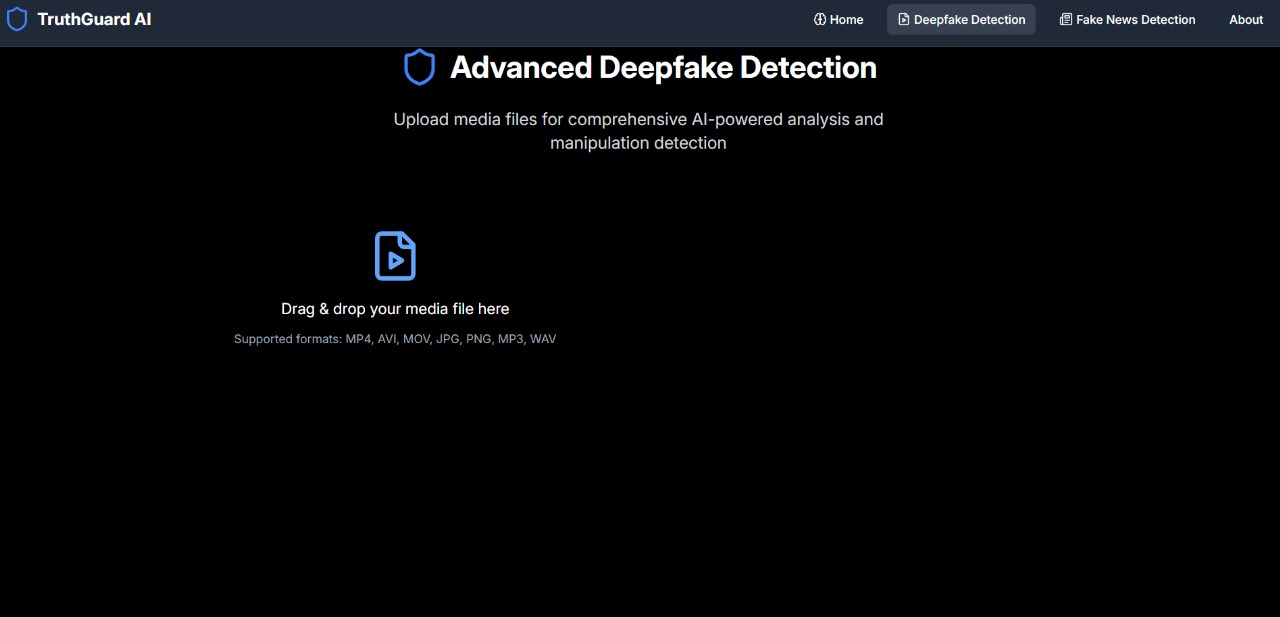 TruthGuard AI
Home
Deepfake Detection
Fake News Detection
About
Advanced Deepfake Detection
Upload media files for comprehensive AI-powered analysis and
manipulation detection
Drag & drop your media file here
Supported formats: MP4, AVI, MOV, JPG, PNG, MP3, WAV